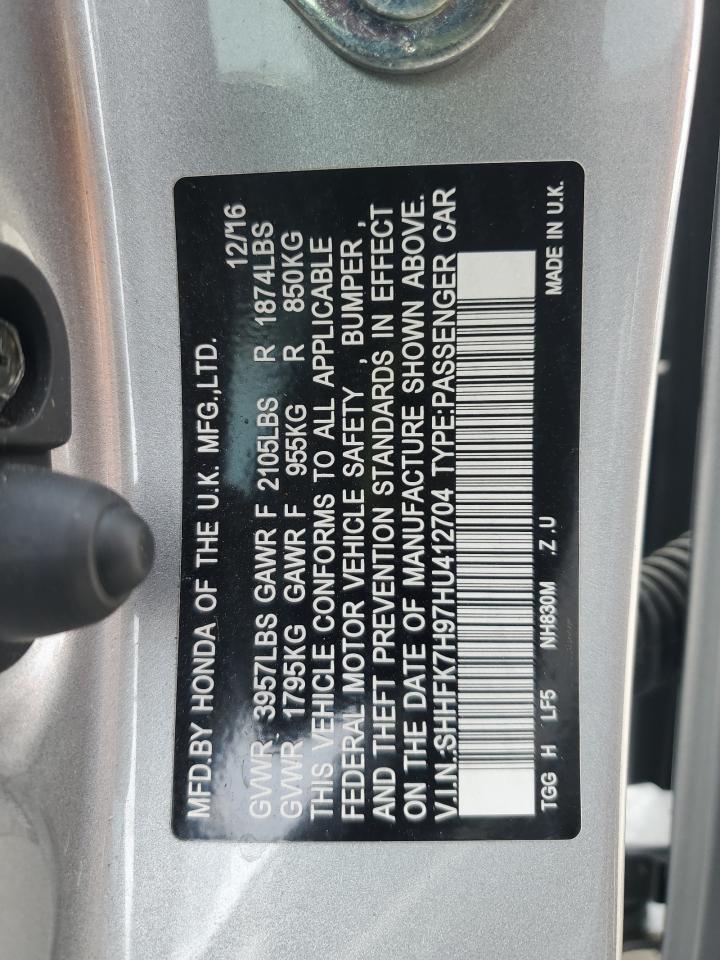 MFD.BY HONDA OF THE U.K. MFG.,LTD.
12/16
GVWR 3957LBS GAWR F 2105LBS R 1874LBS
GVWR 1795KG GAWR F 955KG R 850KG
THIS VEHICLE CONFORMS TO ALL APPLICABLE
FEDERAL MOTOR VEHICLE SAFETY , BUMPER ,
AND THEFT PREVENTION STANDARDS IN EFFECT
ON THE DATE OF MANUFACTURE SHOWN ABOVE.
V.I.N.:SHHFK7H97HU412704 TYPE:PASSENGER CAR
TGG H LF5 NH830M .Z .U MADE IN U.K.